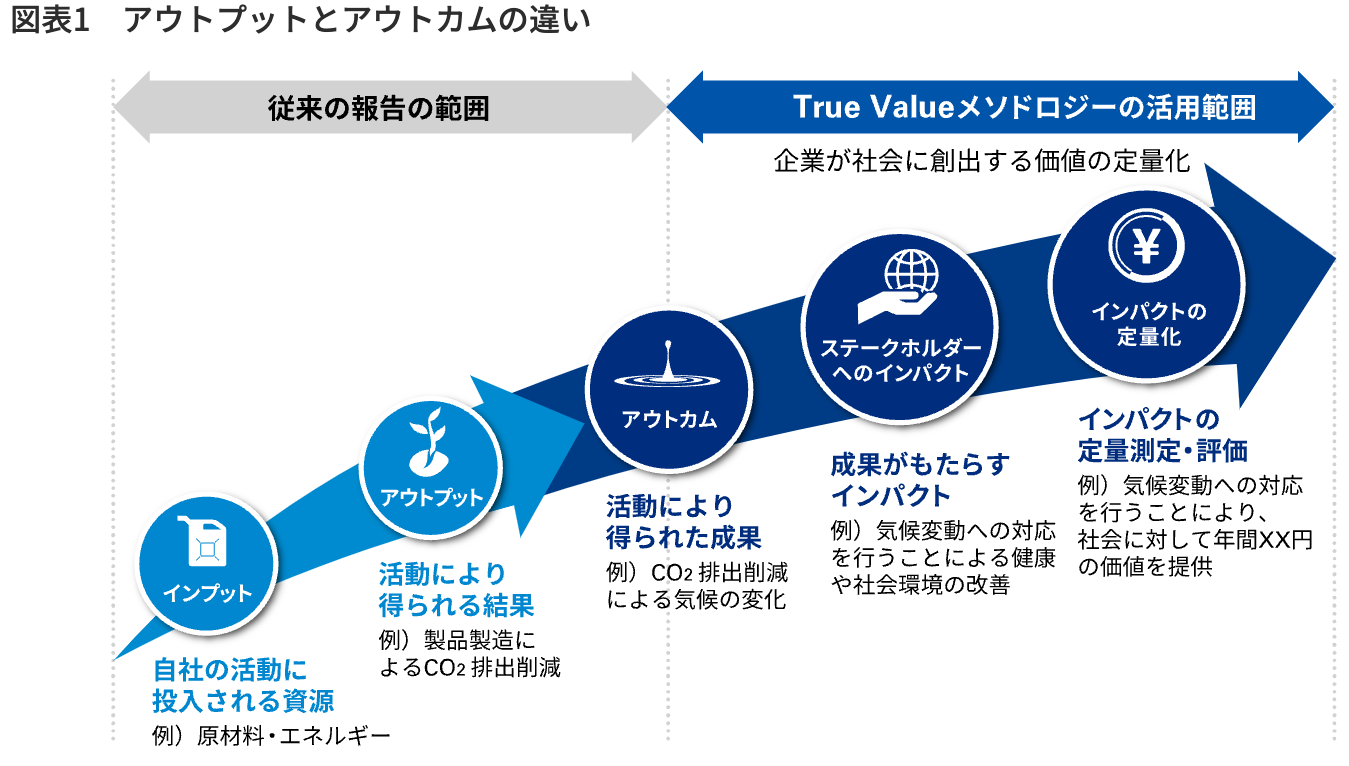 図表1 アウトプットとアウトカムの違い
従来の報告の範囲
True Valueメソドロジーの活用範囲
企業が社会に創出する価値の定量化
インプット
自社の活動に
投入される資源
例）原材料・エネルギー
アウトプット
活動により
得られる結果
例）製品製造に
よるCO2 排出削減
アウトカム
活動により
得られた成果
例）CO2 排出削減
による気候の変化
ステークホルダー
へのインパクト
成果がもたらす
インパクト
例）気候変動への対応
を行うことによる健康
や社会環境の改善
¥
インパクトの
定量化
インパクトの
定量測定・評価
例）気候変動への対応
を行うことにより、
社会に対して年間XX円
の価値を提供